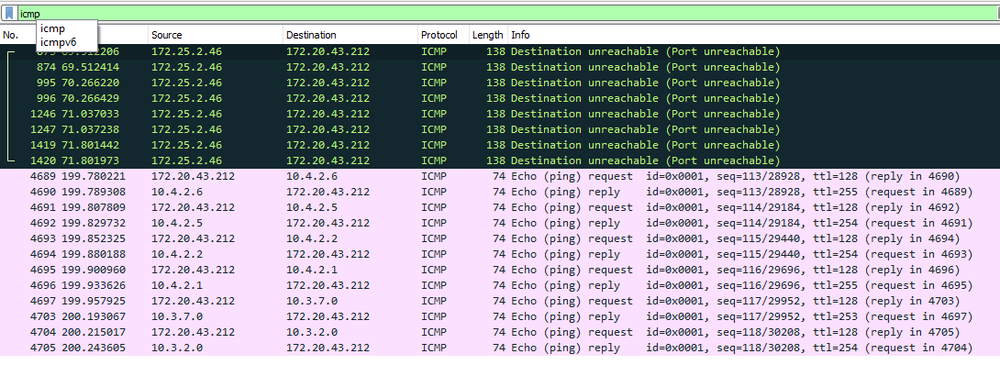 icmp
icmp
icmpv6
No. Source Destination Protocol Length Info
172.25.2.46 172.20.43.212 ICMP 138 Destination unreachable (Port unreachable)
874 69.512414 172.25.2.46 172.20.43.212 ICMP 138 Destination unreachable (Port unreachable)
995 70.266220 172.25.2.46 172.20.43.212 ICMP 138 Destination unreachable (Port unreachable)
996 70.266429 172.25.2.46 172.20.43.212 ICMP 138 Destination unreachable (Port unreachable)
1246 71.037033 172.25.2.46 172.20.43.212 ICMP 138 Destination unreachable (Port unreachable)
1247 71.037238 172.25.2.46 172.20.43.212 ICMP 138 Destination unreachable (Port unreachable)
1419 71.801442 172.25.2.46 172.20.43.212 ICMP 138 Destination unreachable (Port unreachable)
1420 71.801973 172.25.2.46 172.20.43.212 ICMP 138 Destination unreachable (Port unreachable)
4689 199.780221 172.20.43.212 10.4.2.6 ICMP 74 Echo (ping) request id=0x0001, seq=113/28928, ttl=128 (reply in 4690)
4690 199.789308 10.4.2.6 172.20.43.212 ICMP 74 Echo (ping) reply id=0x0001, seq=113/28928, ttl=255 (request in 4689)
4691 199.807809 172.20.43.212 10.4.2.5 ICMP 74 Echo (ping) request id=0x0001, seq=114/29184, ttl=128 (reply in 4692)
4692 199.829732 10.4.2.5 172.20.43.212 ICMP 74 Echo (ping) reply id=0x0001, seq=114/29184, ttl=254 (request in 4691)
4693 199.852325 172.20.43.212 10.4.2.2 ICMP 74 Echo (ping) request id=0x0001, seq=115/29440, ttl=128 (reply in 4694)
4694 199.880188 10.4.2.2 172.20.43.212 ICMP 74 Echo (ping) reply id=0x0001, seq=115/29440, ttl=254 (request in 4693)
4695 199.900960 172.20.43.212 10.4.2.1 ICMP 74 Echo (ping) request id=0x0001, seq=116/29696, ttl=128 (reply in 4696)
4696 199.933626 10.4.2.1 172.20.43.212 ICMP 74 Echo (ping) reply id=0x0001, seq=116/29696, ttl=255 (request in 4695)
4697 199.957925 172.20.43.212 10.3.7.0 ICMP 74 Echo (ping) request id=0x0001, seq=117/29952, ttl=128 (reply in 4703)
4703 200.193067 10.3.7.0 172.20.43.212 ICMP 74 Echo (ping) reply id=0x0001, seq=117/29952, ttl=253 (request in 4697)
4704 200.215017 172.20.43.212 10.3.2.0 ICMP 74 Echo (ping) request id=0x0001, seq=118/30208, ttl=128 (reply in 4705)
4705 200.243605 10.3.2.0 172.20.43.212 ICMP 74 Echo (ping) reply id=0x0001, seq=118/30208, ttl=254 (request in 4704)